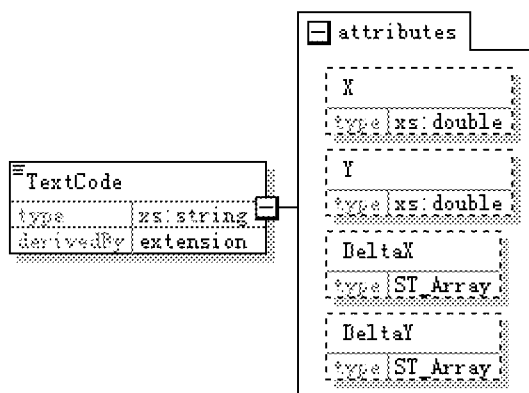 attributes
X
type xs:double
Y
type xs:double
TextCode
type xs:string
derivedBy extension
DeltaX
type ST_Array
DeltaY
type ST_Array